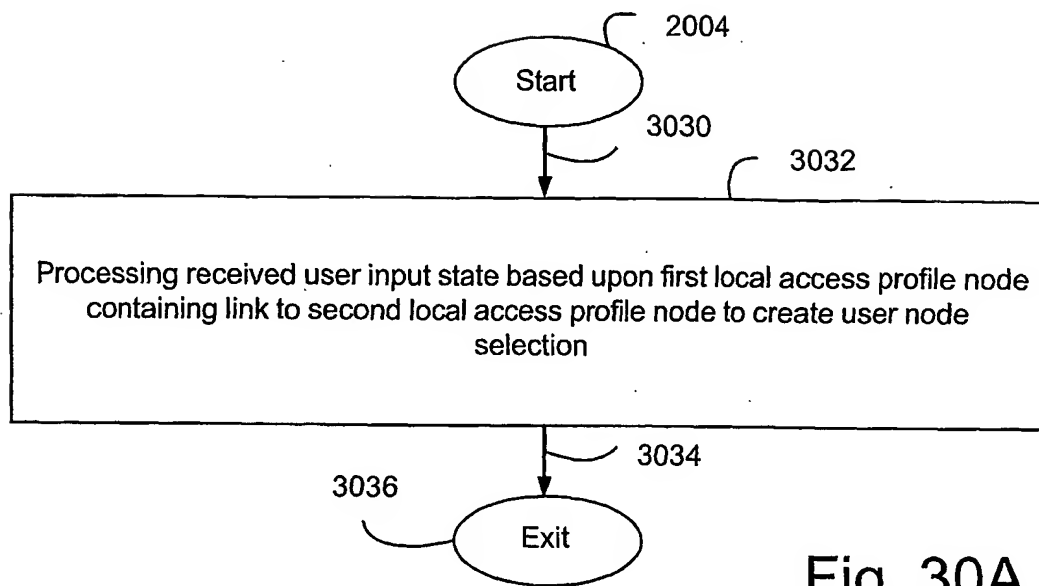 2004
Start
3030
3032
Processing received user input state based upon first local access profile node
containing link to second local access profile node to create user node
selection
3034
3036
Exit
Fig. 30A